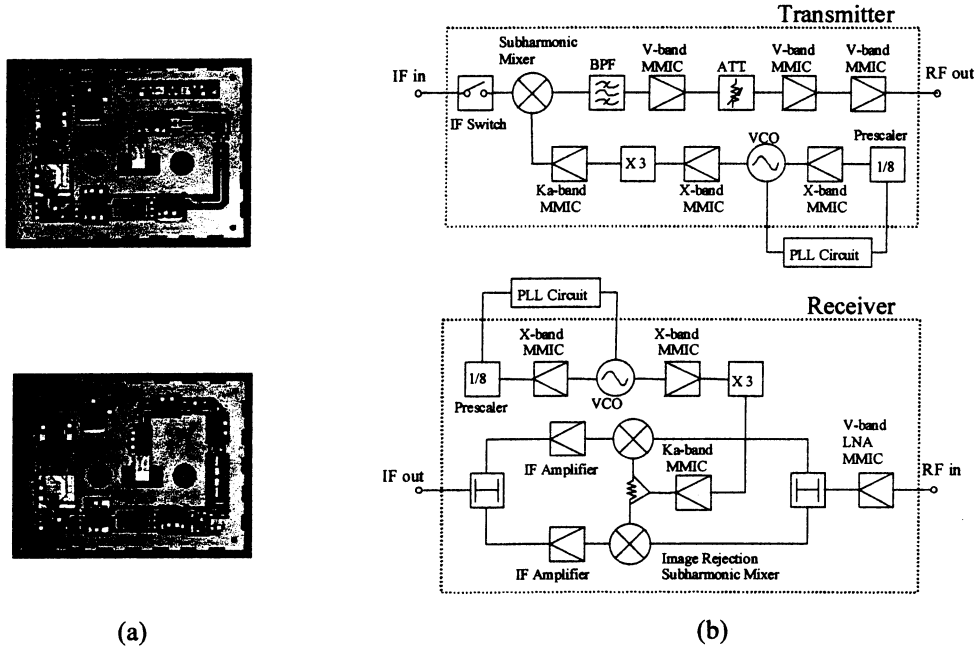 Transmitter
Subharmonic
Mixer
V-band
MMIC
V-band
MMIC
V-band
MMIC
IF in
BPF
ATT.
RF out
IF Switch
VCO
Prescaler
X 3
1/8
Ka-band
MMIC
X-band
MMIC
X-band
MMIC
PLL Circuit
PLL Circuit
Receiver
X-band
MMIC
X-band
MMIC
1/8
X 3
Prescaler
VCO
V-band
LNA
MMIC
IF out
IF Amplifier
Ka-band
MMIC
RF in
IF Amplifier
Image Rejection
Subharmonic Mixer
(a)
(b)